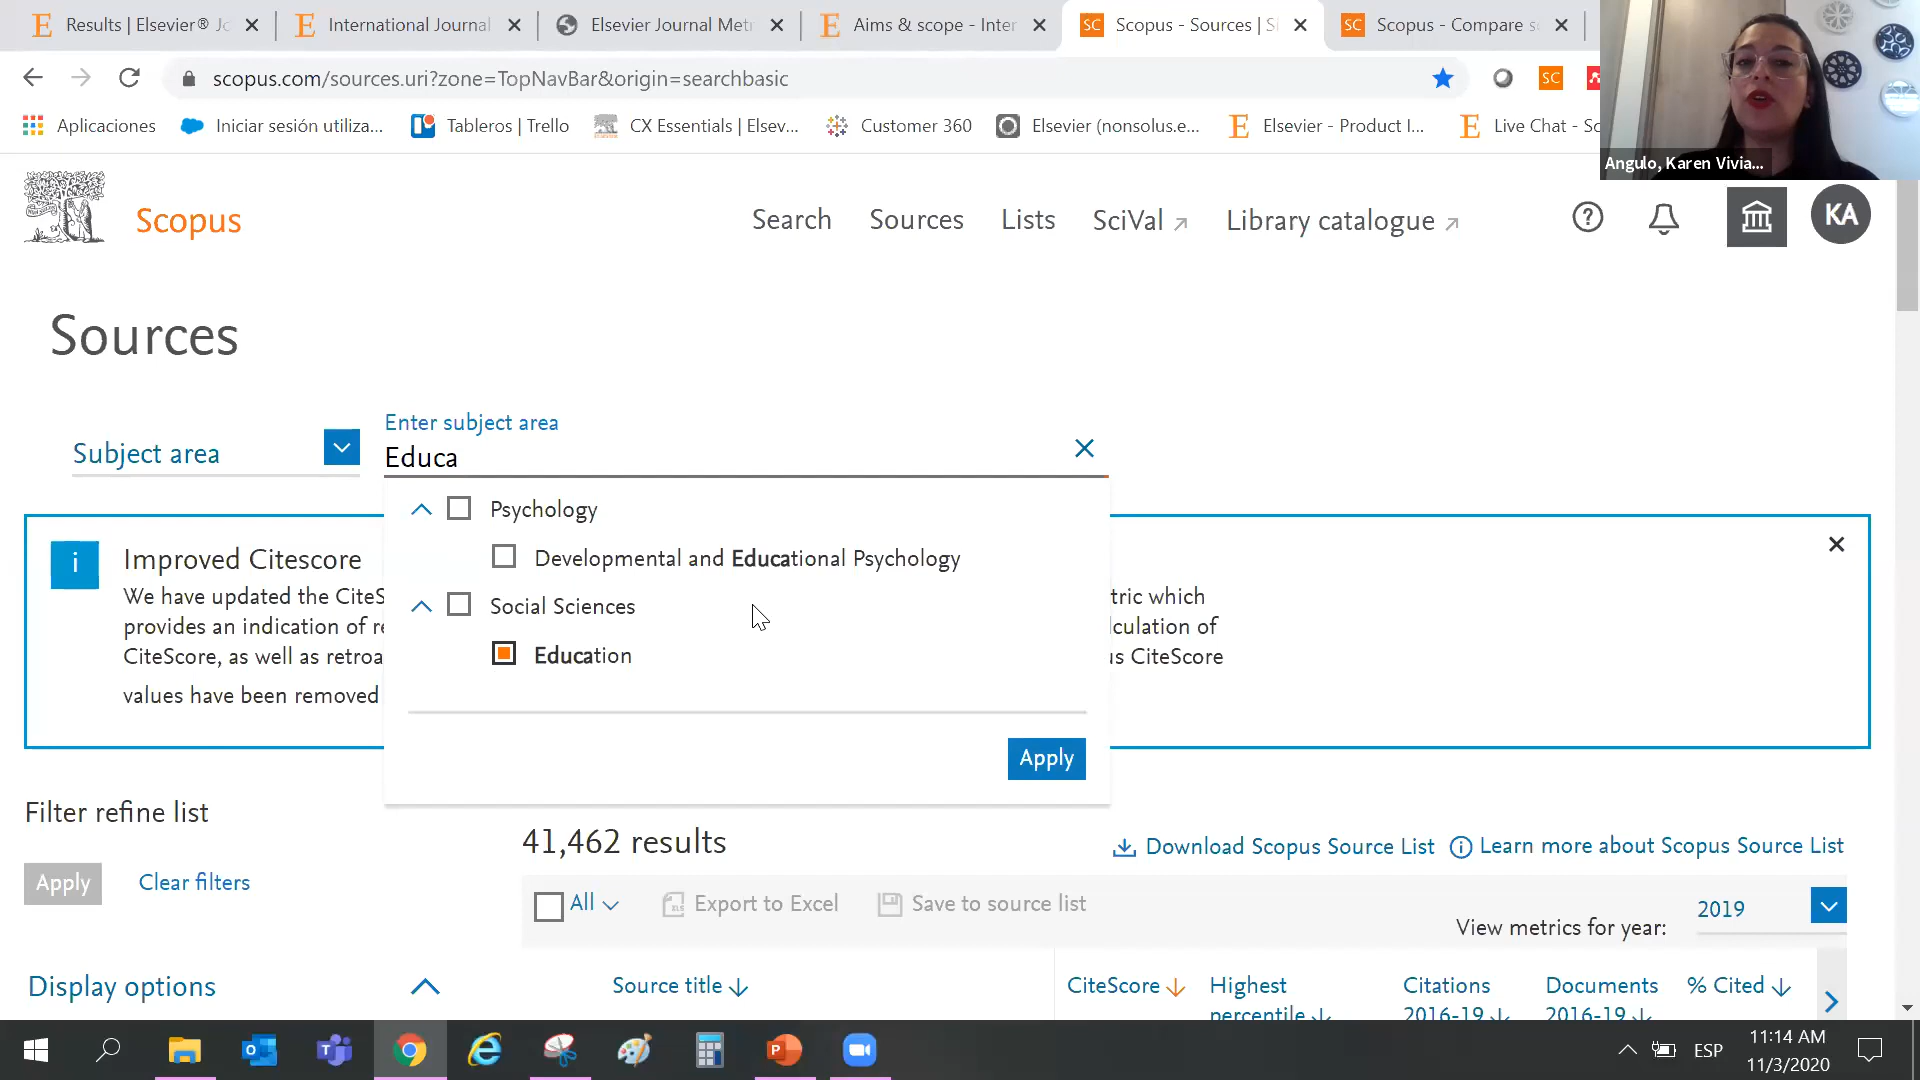 Results | Elsevier® Jo
International Journal
Elsevier Journal Metr
Aims & scope - Inter
Scopus - Sources | Si
Scopus - Compare so
scopus.com/sources.uri?zone=TopNavBar&origin=searchbasic
SC
Aplicaciones
Iniciar sesión utiliza...
Tableros | Trello
CX Essentials | Elsev...
Customer 360
Elsevier (nonsolus.e...
Elsevier - Product I...
Live Chat - Sc
Angulo, Karen Vivia...
Scopus
Search
Sources
Lists
SciVal
Library catalogue
KA
Sources
Subject area
Enter subject area
Educa
Psychology
Developmental and Educational Psychology
Social Sciences
Education
Apply
i
Improved Citescore
We have updated the CiteS
tric which
provides an indication of re
lculation of
CiteScore, as well as retroa
us CiteScore
values have been removed
Filter refine list
Apply
Clear filters
41,462 results
Download Scopus Source List
Learn more about Scopus Source List
All
Export to Excel
Save to source list
View metrics for year:
2019
Display options
Source title
CiteScore
Highest
percentile
Citations
2016-19
Documents
2016-19
% Cited
ESP
11:14 AM
11/3/2020